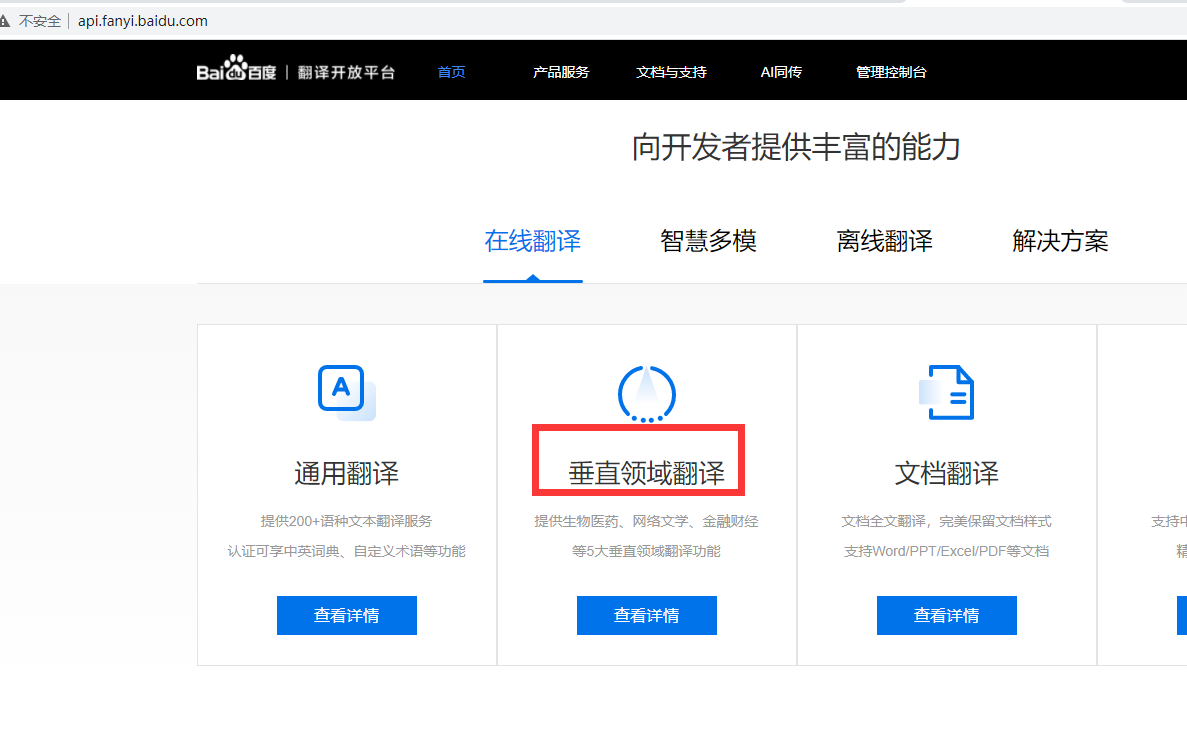 不安全 api.fanyi.baidu.com
Bai du 百度 翻译开放平台 首页 产品服务 文档与支持 AI同传 管理控制台
向开发者提供丰富的能力
在线翻译 智慧多模 离线翻译 解决方案
A
通用翻译
提供200+语种文本翻译服务
认证可享中英词典、自定义术语等功能
查看详情
垂直领域翻译
提供生物医药、网络文学、金融财经
等5大垂直领域翻译功能
查看详情
文档翻译
文档全文翻译，完美保留文档样式
支持Word/PPT/Excel/PDF等文档
查看详情
支持中
精